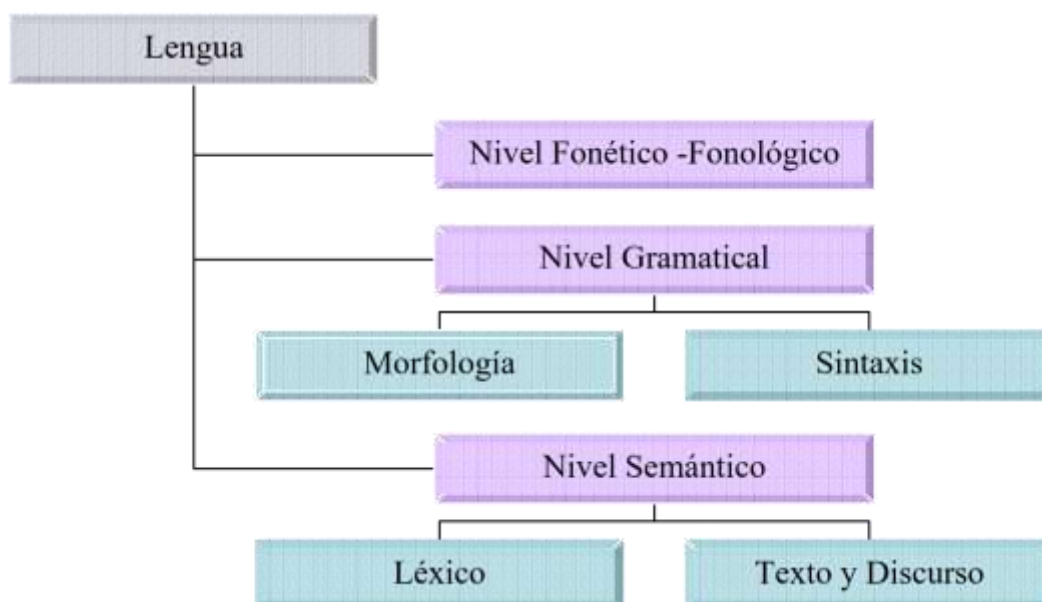 Lengua
Nivel Fonético -Fonológico
Nivel Gramatical
Morfología
Sintaxis
Nivel Semántico
Léxico
Texto y Discurso